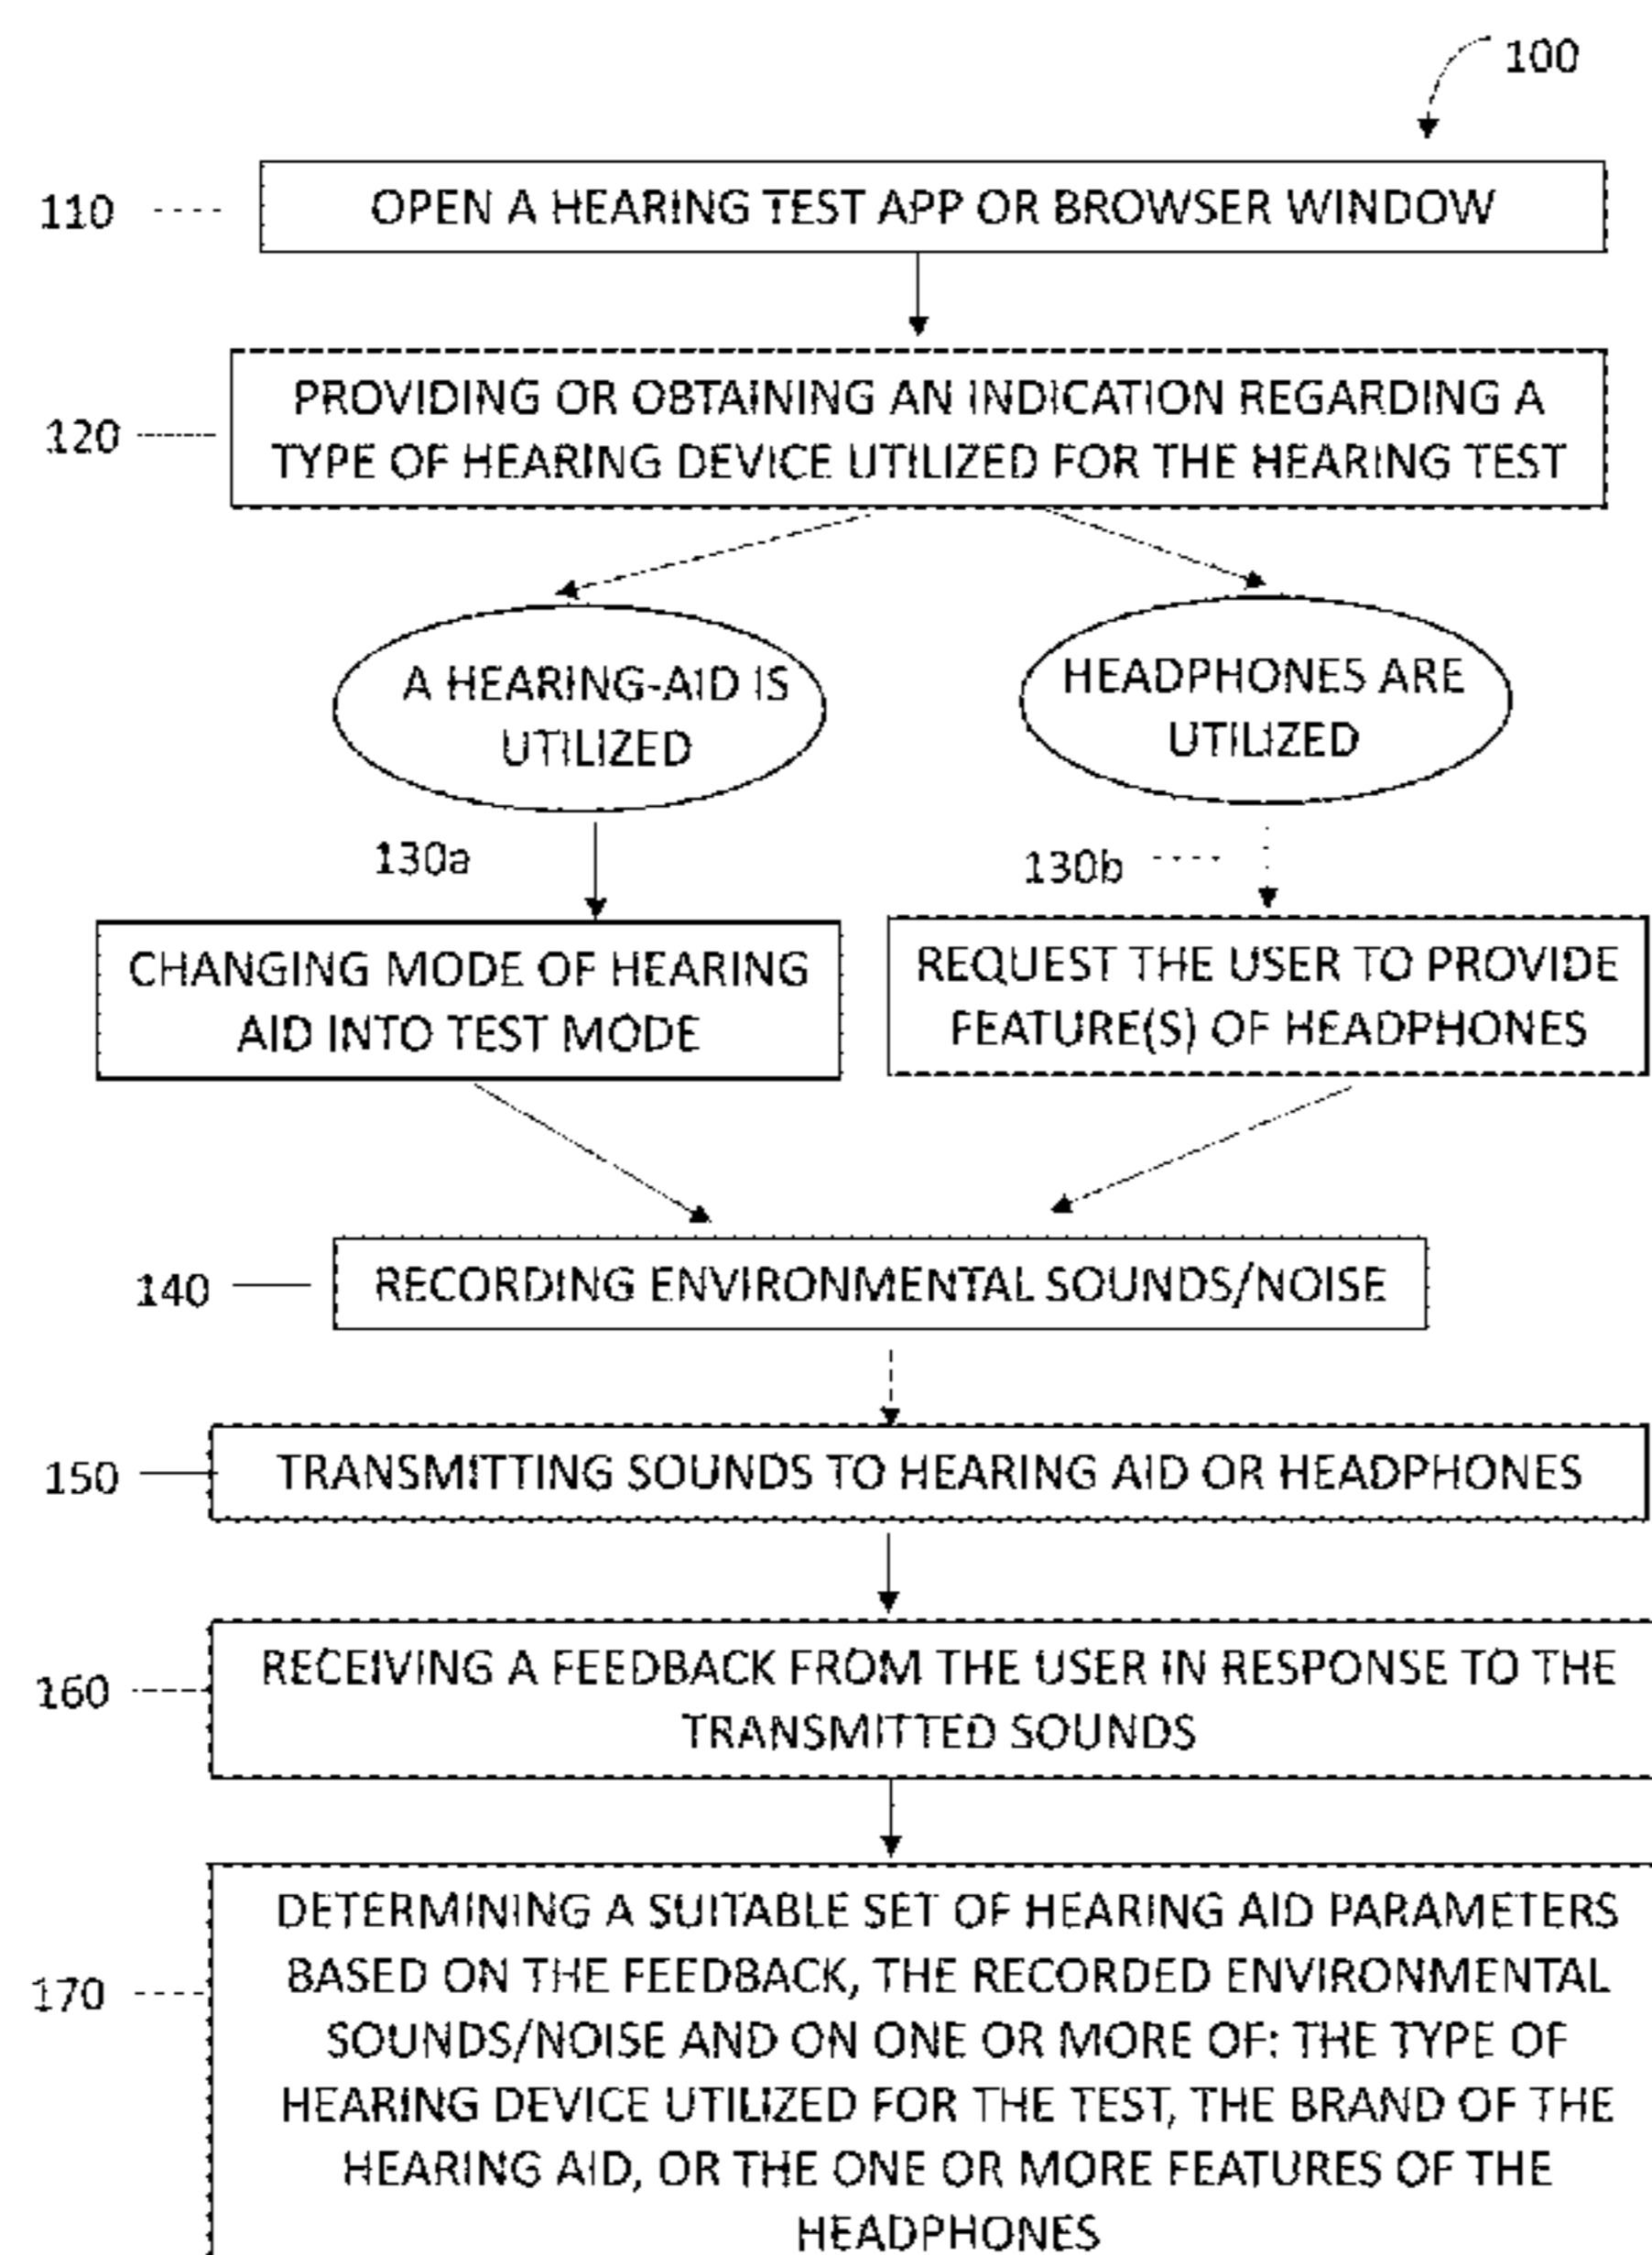 100
110
OPEN A HEARING TEST APP OR BROWSER WINDOW
120
PROVIDING OR OBTAINING AN INDICATION REGARDING A
TYPE OF HEARING DEVICE UTILIZED FOR THE HEARING TEST
A HEARING-AID IS
UTILIZED
HEADPHONES ARE
UTILIZED
130a
130b
CHANGING MODE OF HEARING
AID INTO TEST MODE
REQUEST THE USER TO PROVIDE
FEATURE(S) OF HEADPHONES
140
RECORDING ENVIRONMENTAL SOUNDS/NOISE
150
TRANSMITTING SOUNDS TO HEARING AID OR HEADPHONES
160
RECEIVING A FEEDBACK FROM THE USER IN RESPONSE TO THE
TRANSMITTED SOUNDS
170
DETERMINING A SUITABLE SET OF HEARING AID PARAMETERS
BASED ON THE FEEDBACK, THE RECORDED ENVIRONMENTAL
SOUNDS/NOISE AND ON ONE OR MORE OF: THE TYPE OF
HEARING DEVICE UTILIZED FOR THE TEST, THE BRAND OF THE
HEARING AID, OR THE ONE OR MORE FEATURES OF THE
HEADPHONES